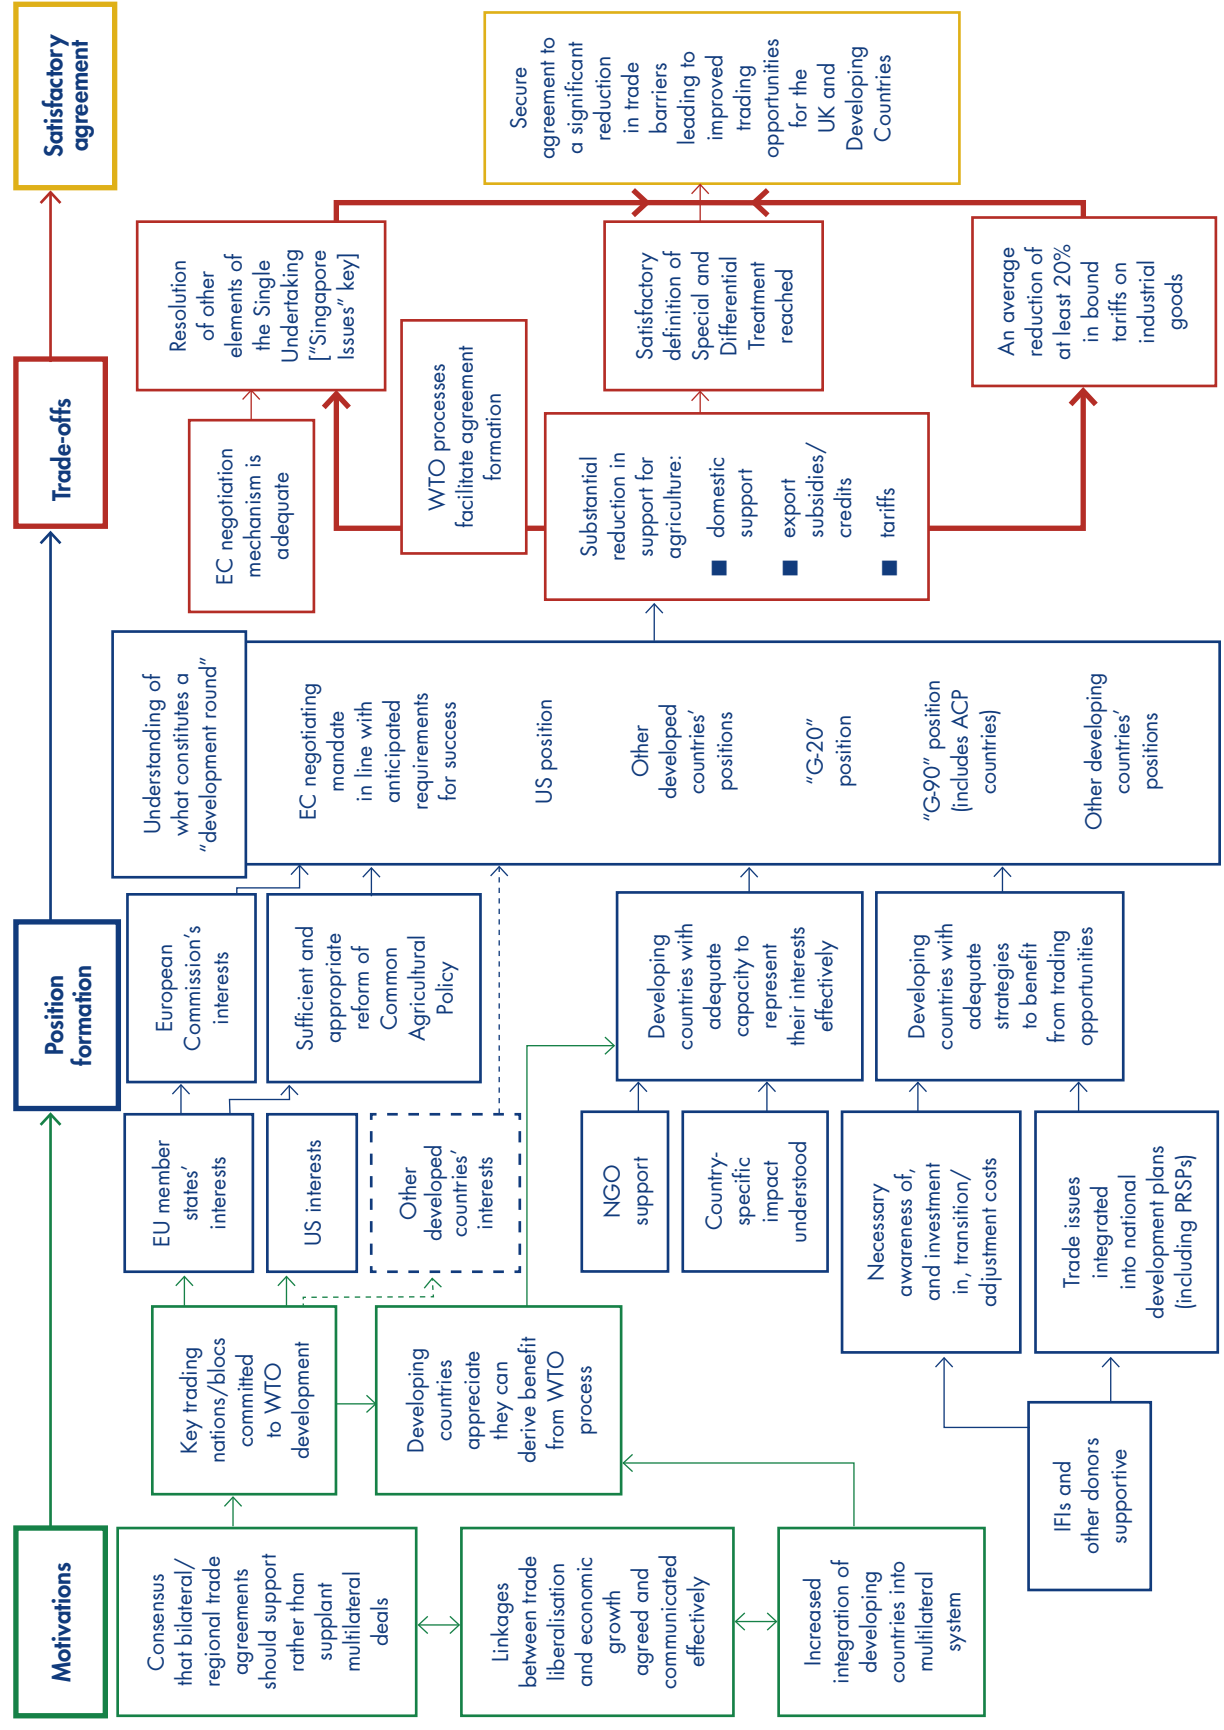 Motivations
Position
formation
Trade-offs
Satisfactory
agreement
Consensus
that bilateral/
regional trade
agreements
should support
rather than
supplant
multilateral
deals
Linkages
between trade
liberalisation
and economic
growth
agreed and
communicated
effectively
Increased
integration of
developing
countries into
multilateral
system
Key trading
nations/blocs
committed
to WTO
development
Developing
countries
appreciate
they can
derive benefit
from WTO
process
IFIs and
other donors
supportive
EU member
states’
interests
US interests
Other
developed
countries’
interests
NGO
support
Country-
specific
impact
understood
Necessary
awareness of,
and investment
in, transition/
adjustment costs
Trade issues
integrated
into national
development plans
(including PRSPs)
European
Commission’s
interests
Sufficient and
appropriate
reform of
Common
Agricultural
Policy
Developing
countries with
adequate
capacity to
represent
their interests
effectively
Developing
countries with
adequate
strategies
to benefit
from trading
opportunities
Understanding of
what constitutes a
“development round”
EC negotiating
mandate
in line with
anticipated
requirements
for success
US position
Other
developed
countries’
positions
“G-20”
position
“G-90” position
(includes ACP
countries)
Other developing
countries’
positions
EC negotiation
mechanism is
adequate
WTO processes
facilitate agreement
formation
Substantial
reduction in
support for
agriculture:
■ domestic
support
■ export
subsidies/
credits
■ tariffs
Resolution
of other
elements of
the Single
Undertaking
[“Singapore
Issues” key]
Satisfactory
definition of
Special and
Differential
Treatment
reached
An average
reduction of
at least 20%
in bound
tariffs on
industrial
goods
Secure
agreement to
a significant
reduction
in trade
barriers
leading to
improved
trading
opportunities
for the
UK and
Developing
Countries